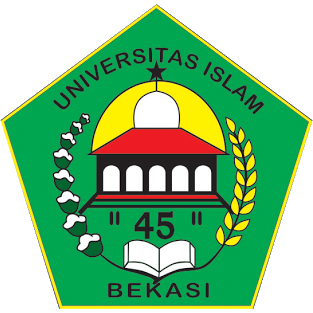 UNIVERSITAS ISLAM
" 45 "
BEKASI